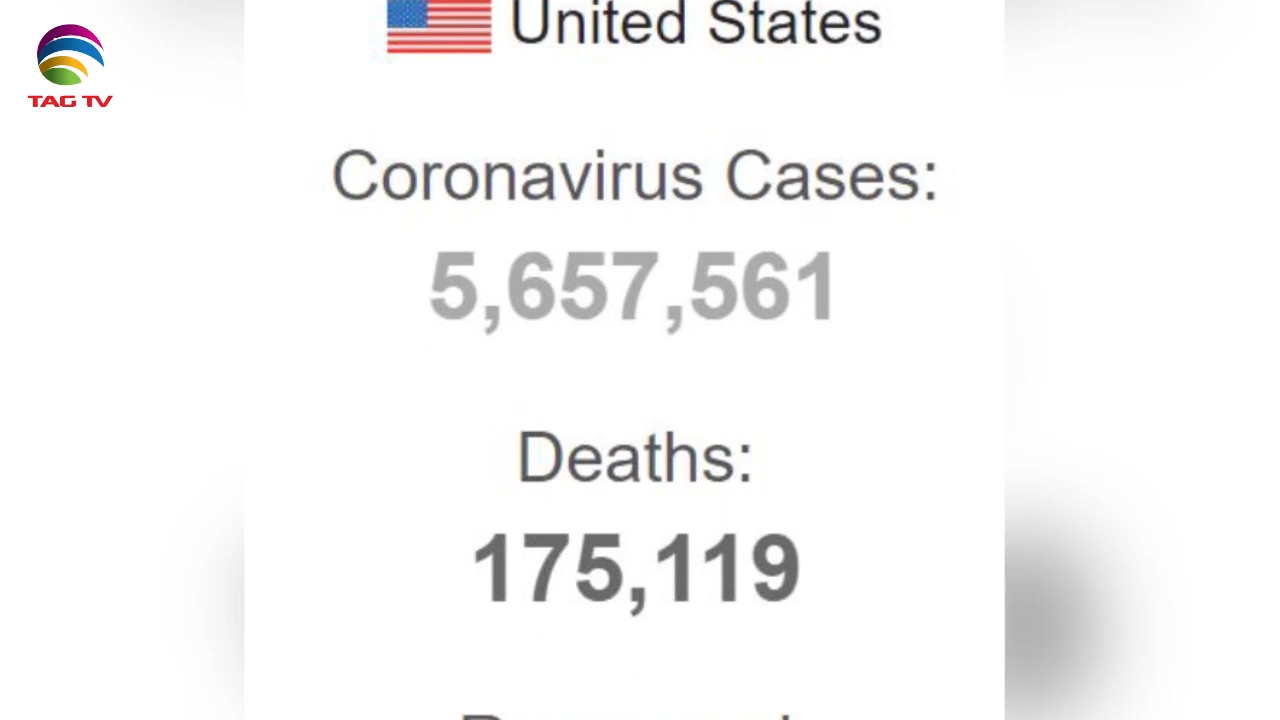 TAG TV
United States
Coronavirus Cases:
5,657,561
Deaths:
175,119